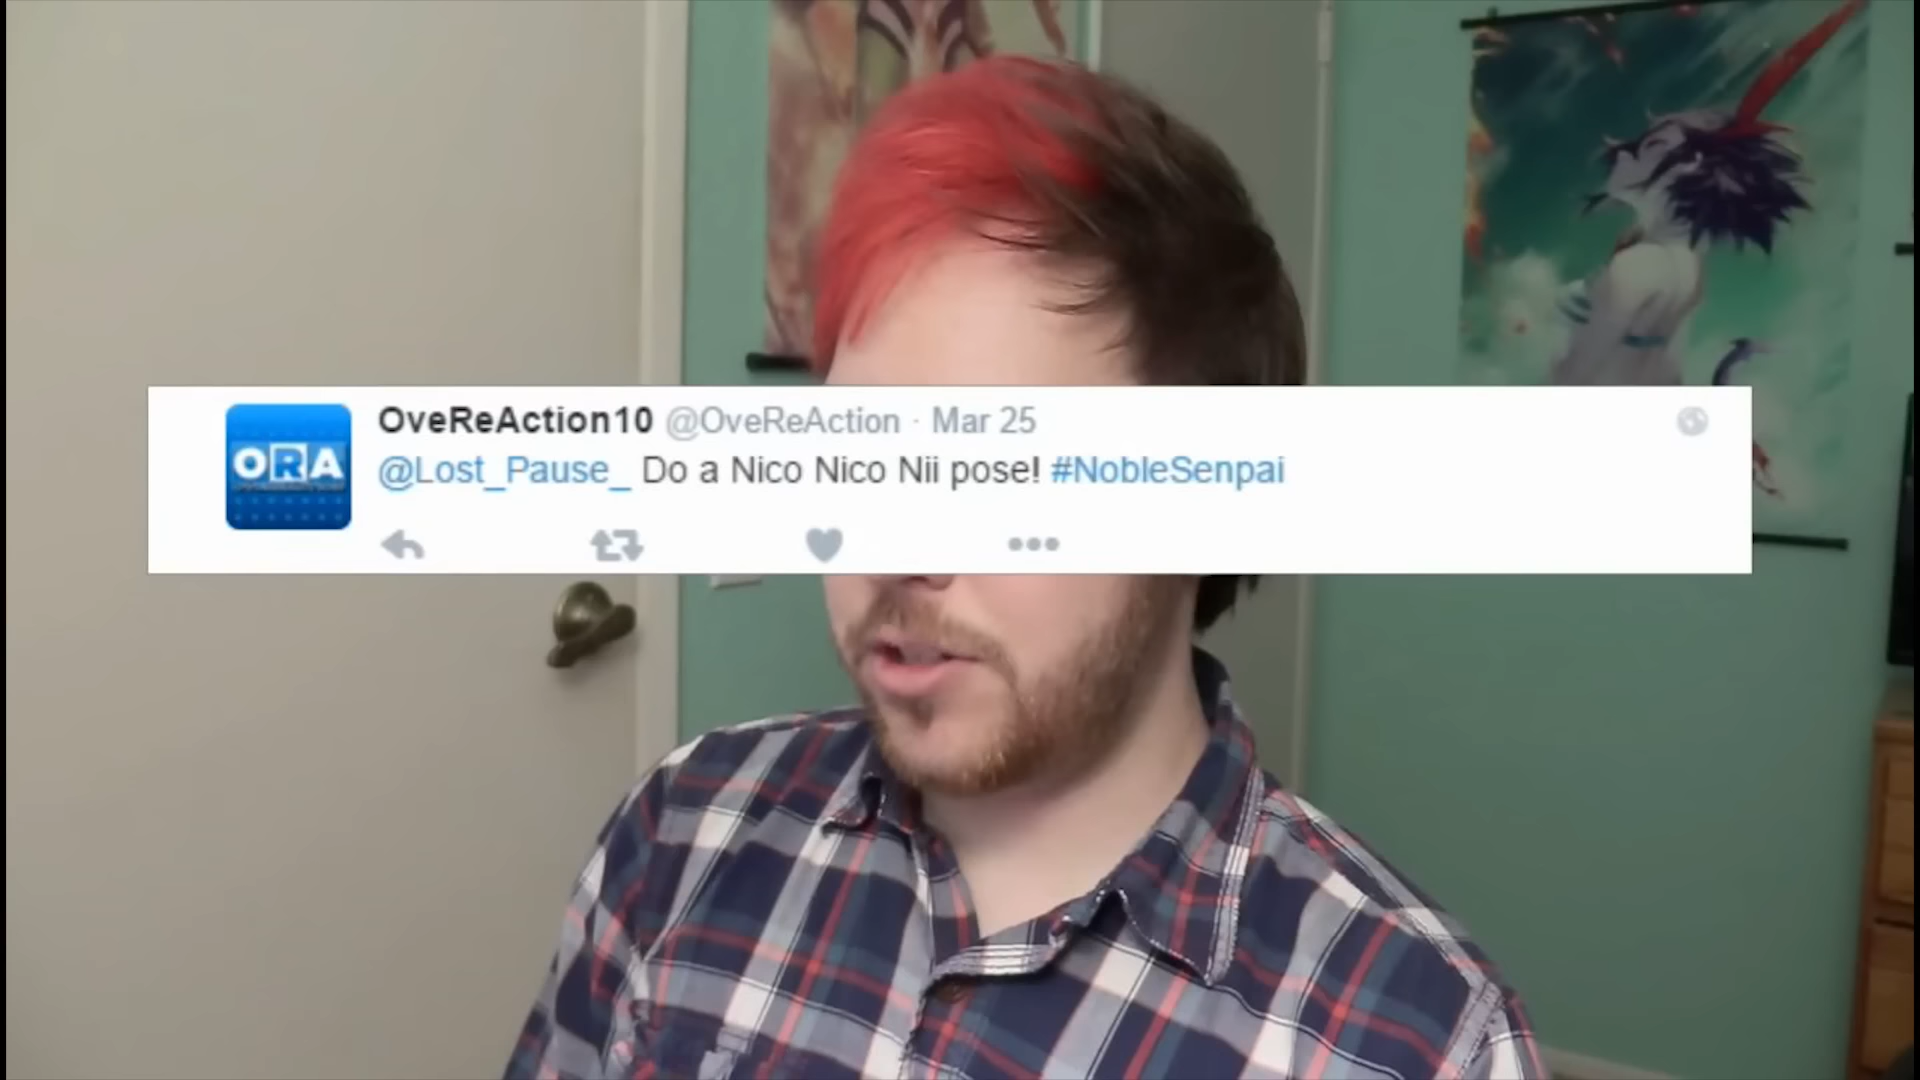 OveReAction10 @OveReAction · Mar 25
ORA
@Lost_Pause_ Do a Nico Nico Nii pose! #NobleSenpai